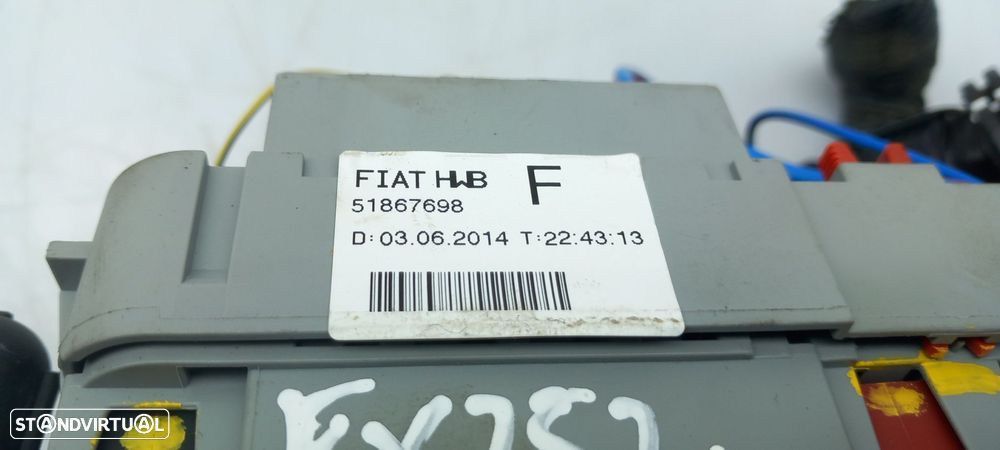 FIAT HWB F
51867698
D: 03.06.2014 T: 22:43:13
STANDVIRTUAL